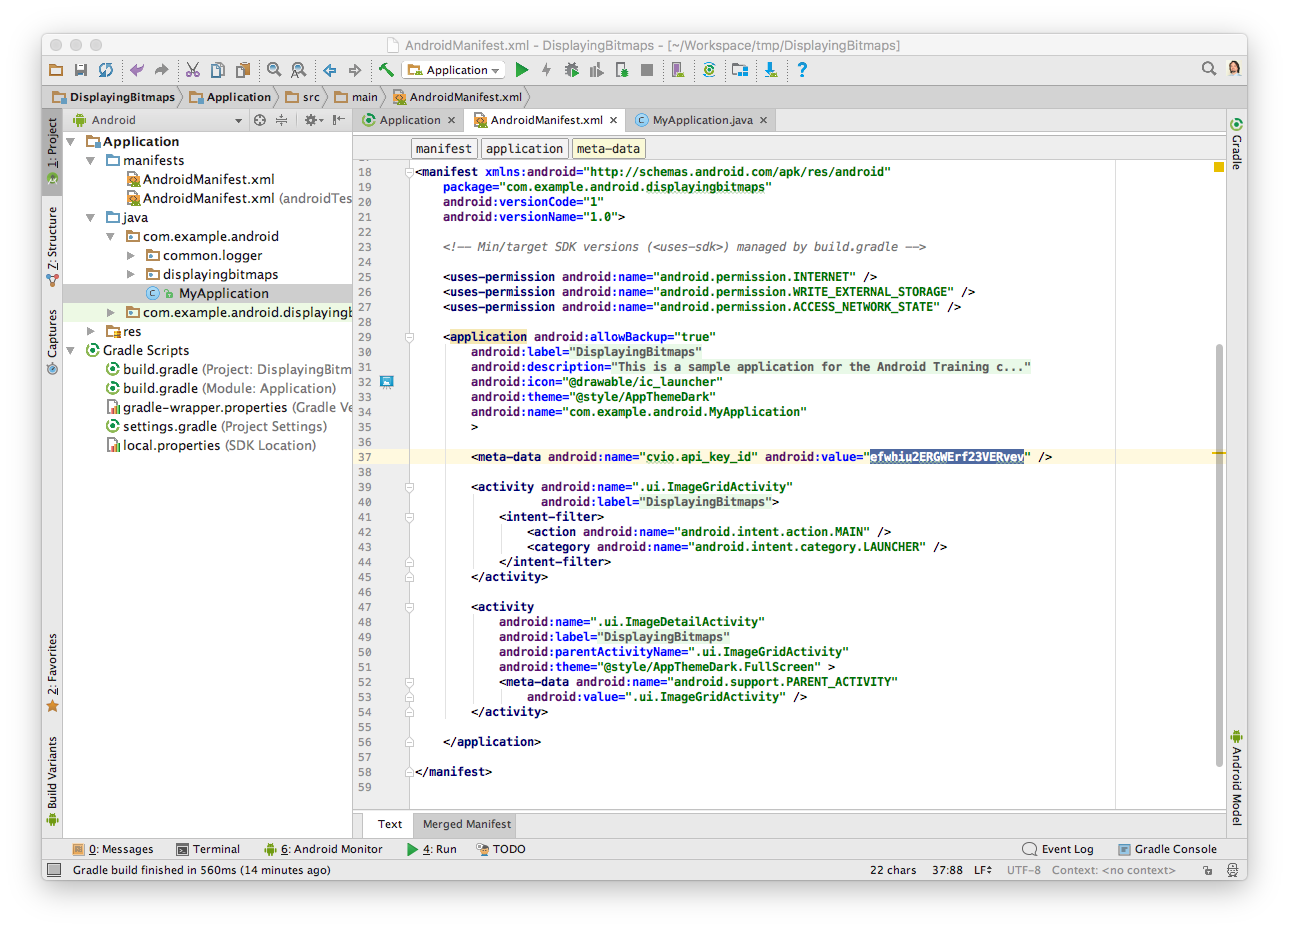 AndroidManifest.xml - DisplayingBitmaps - [~/Workspace/tmp/DisplayingBitmaps]
Application
DisplayingBitmaps Application src main AndroidManifest.xml
1: Project
Z: Structure
Captures
2: Favorites
Build Variants
Android
Application
manifests
AndroidManifest.xml
AndroidManifest.xml (androidTes
java
com.example.android
common.logger
displayingbitmaps
MyApplication
com.example.android.displayingb
res
Gradle Scripts
build.gradle (Project: DisplayingBitm
build.gradle (Module: Application)
gradle-wrapper.properties (Gradle Ve
settings.gradle (Project Settings)
local.properties (SDK Location)
Application AndroidManifest.xml MyApplication.java
manifest application meta-data
18 <manifest xmlns:android="http://schemas.android.com/apk/res/android"
19 package="com.example.android.displayingbitmaps"
20 android:versionCode="1"
21 android:versionName="1.0">
22
23 <!-- Min/target SDK versions (<uses-sdk>) managed by build.gradle -->
24
25 <uses-permission android:name="android.permission.INTERNET" />
26 <uses-permission android:name="android.permission.WRITE_EXTERNAL_STORAGE" />
27 <uses-permission android:name="android.permission.ACCESS_NETWORK_STATE" />
28
29 <application android:allowBackup="true"
30 android:label="DisplayingBitmaps"
31 android:description="This is a sample application for the Android Training c..."
32 android:icon="@drawable/ic_launcher"
33 android:theme="@style/AppThemeDark"
34 android:name="com.example.android.MyApplication"
35 >
36
37 <meta-data android:name="cvio.api_key_id" android:value="efwhiu2ERGWErf23VERvev" />
38
39 <activity android:name=".ui.ImageGridActivity"
40 android:label="DisplayingBitmaps">
41 <intent-filter>
42 <action android:name="android.intent.action.MAIN" />
43 <category android:name="android.intent.category.LAUNCHER" />
44 </intent-filter>
45 </activity>
46
47 <activity
48 android:name=".ui.ImageDetailActivity"
49 android:label="DisplayingBitmaps"
50 android:parentActivityName=".ui.ImageGridActivity"
51 android:theme="@style/AppThemeDark.FullScreen" >
52 <meta-data android:name="android.support.PARENT_ACTIVITY"
53 android:value=".ui.ImageGridActivity" />
54 </activity>
55
56 </application>
57
58 </manifest>
59
Gradle
Android Model
Text Merged Manifest
0: Messages Terminal 6: Android Monitor 4: Run TODO Event Log Gradle Console
Gradle build finished in 560ms (14 minutes ago) 22 chars 37:88 LF UTF-8 Context: <no context>